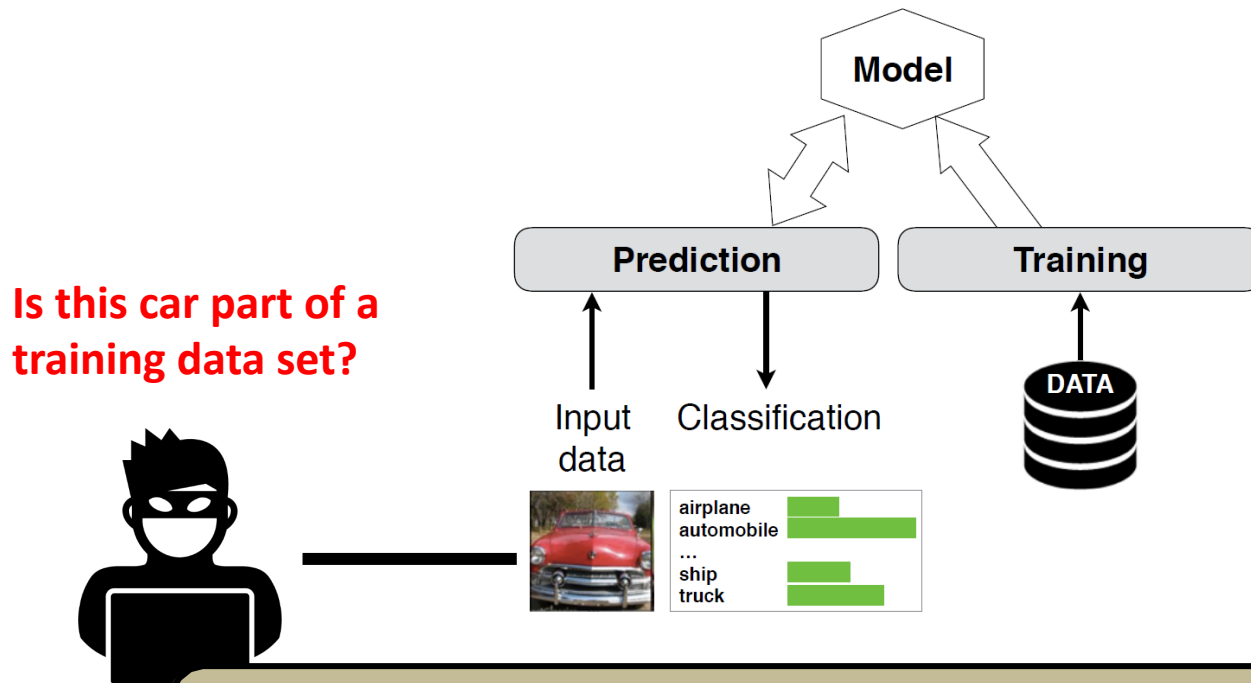 Model
Prediction
Training
Is this car part of a
training data set?
DATA
Input
data
Classification
airplane
automobile
...
ship
truck